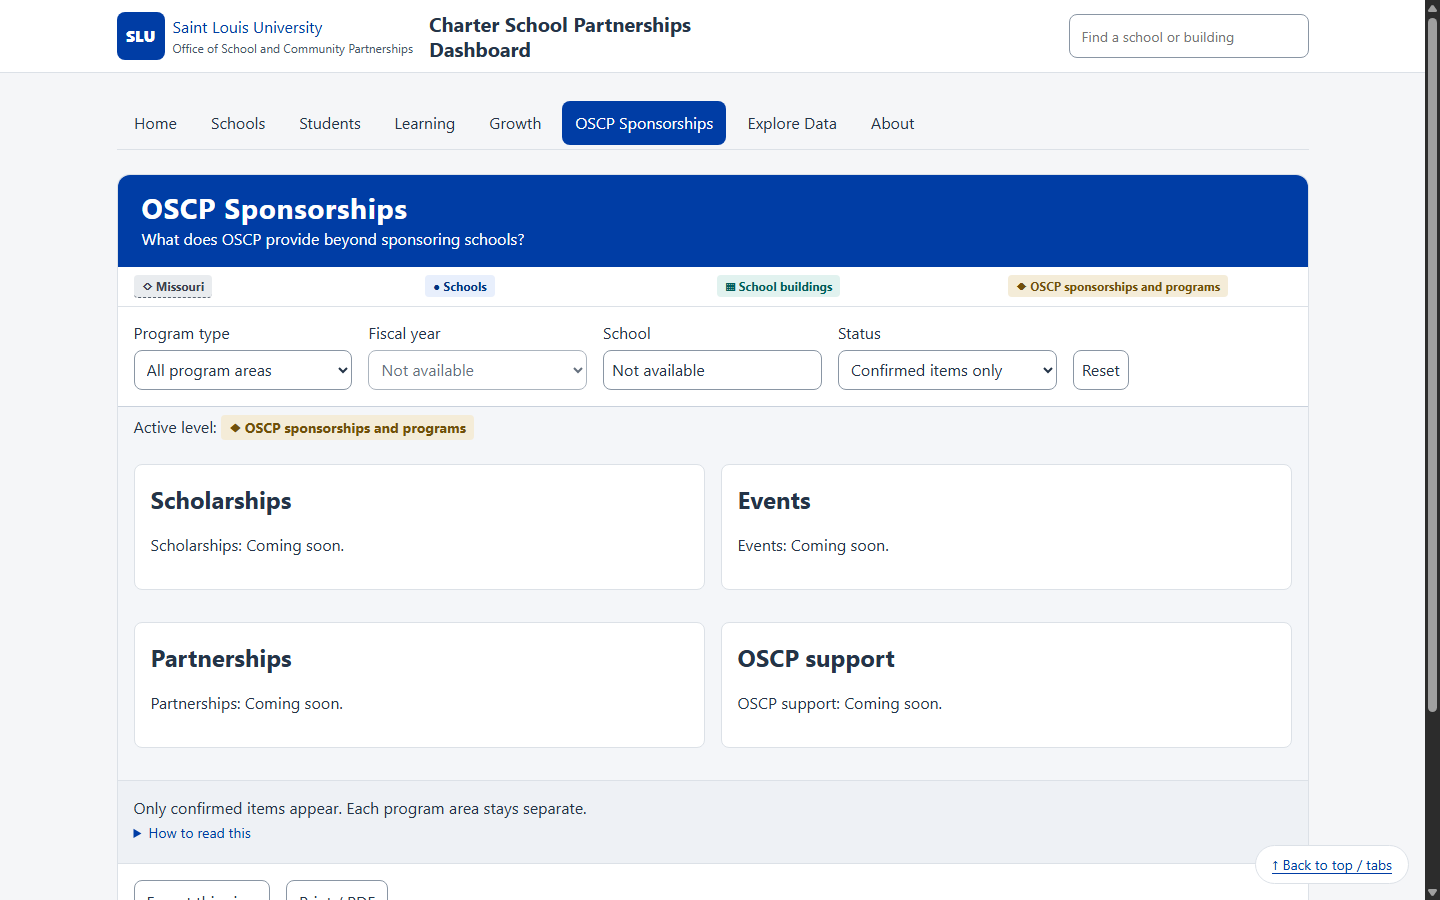 SLU
Saint Louis University
Office of School and Community Partnerships
Charter School Partnerships
Dashboard
Find a school or building
Home
Schools
Students
Learning
Growth
OSCP Sponsorships
Explore Data
About
OSCP Sponsorships
What does OSCP provide beyond sponsoring schools?
Missouri
Schools
School buildings
OSCP sponsorships and programs
Program type
Fiscal year
School
Status
All program areas
Not available
Not available
Confirmed items only
Reset
Active level: OSCP sponsorships and programs
Scholarships
Scholarships: Coming soon.
Events
Events: Coming soon.
Partnerships
Partnerships: Coming soon.
OSCP support
OSCP support: Coming soon.
Only confirmed items appear. Each program area stays separate.
How to read this
↑ Back to top / tabs